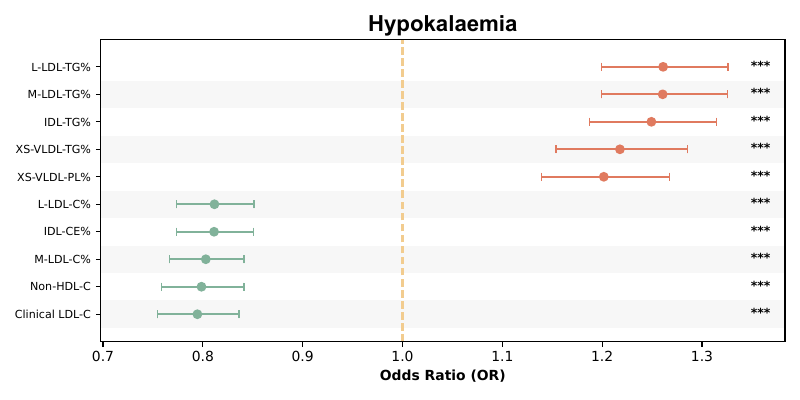 Hypokalaemia
L-LDL-TG% ***
M-LDL-TG% ***
IDL-TG% ***
XS-VLDL-TG% ***
XS-VLDL-PL% ***
L-LDL-C% ***
IDL-CE% ***
M-LDL-C% ***
Non-HDL-C ***
Clinical LDL-C ***
0.7 0.8 0.9 1.0 1.1 1.2 1.3
Odds Ratio (OR)